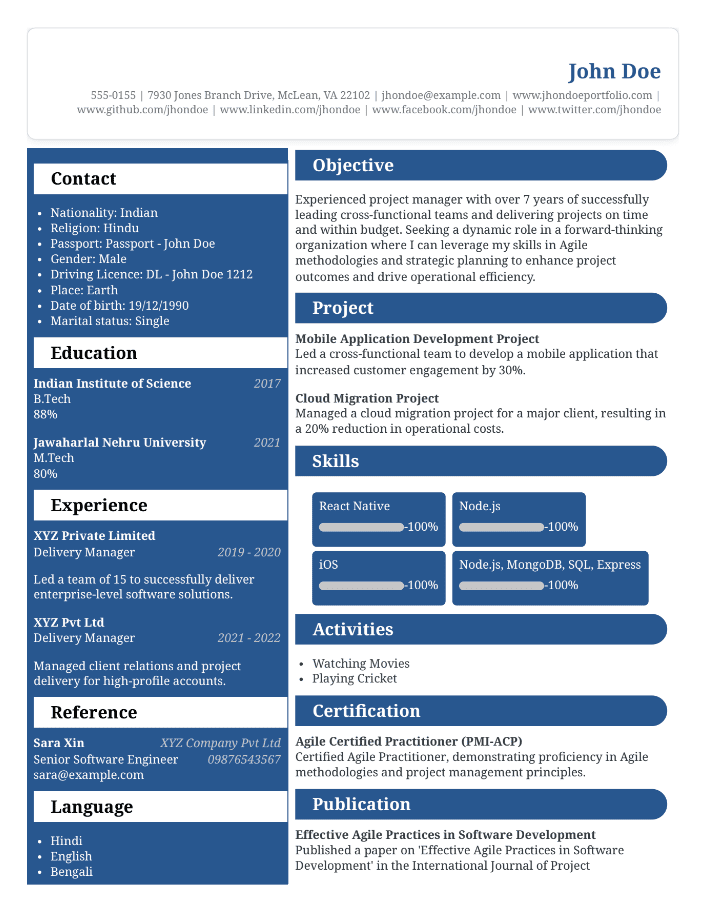 John Doe
555-0155 | 7930 Jones Branch Drive, McLean, VA 22102 | jhondoe@example.com | www.jhondoeportfolio.com |
www.github.com/jhondoe | www.linkedin.com/jhondoe | www.facebook.com/jhondoe | www.twitter.com/jhondoe
Contact
• Nationality: Indian
• Religion: Hindu
• Passport: Passport - John Doe
• Gender: Male
• Driving Licence: DL - John Doe 1212
• Place: Earth
• Date of birth: 19/12/1990
• Marital status: Single
Education
Indian Institute of Science 2017
B.Tech
88%
Jawaharlal Nehru University 2021
M.Tech
80%
Experience
XYZ Private Limited
Delivery Manager 2019 - 2020
Led a team of 15 to successfully deliver
enterprise-level software solutions.
XYZ Pvt Ltd
Delivery Manager 2021 - 2022
Managed client relations and project
delivery for high-profile accounts.
Reference
Sara Xin XYZ Company Pvt Ltd
Senior Software Engineer 09876543567
sara@example.com
Language
• Hindi
• English
• Bengali
Objective
Experienced project manager with over 7 years of successfully
leading cross-functional teams and delivering projects on time
and within budget. Seeking a dynamic role in a forward-thinking
organization where I can leverage my skills in Agile
methodologies and strategic planning to enhance project
outcomes and drive operational efficiency.
Project
Mobile Application Development Project
Led a cross-functional team to develop a mobile application that
increased customer engagement by 30%.
Cloud Migration Project
Managed a cloud migration project for a major client, resulting in
a 20% reduction in operational costs.
Skills
React Native
-100%
Node.js
-100%
iOS
-100%
Node.js, MongoDB, SQL, Express
-100%
Activities
• Watching Movies
• Playing Cricket
Certification
Agile Certified Practitioner (PMI-ACP)
Certified Agile Practitioner, demonstrating proficiency in Agile
methodologies and project management principles.
Publication
Effective Agile Practices in Software Development
Published a paper on 'Effective Agile Practices in Software
Development' in the International Journal of Project